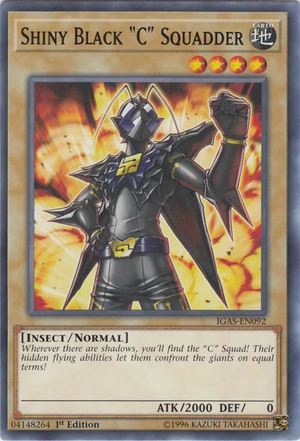 Shiny Black "C" Squadder
EARTH
地
IGAS-EN092
[Insect/Normal]
Wherever there are shadows, you'll find the "C" Squad! Their
hidden flying abilities let them confront the giants on equal
terms!
ATK/2000 DEF/ 0
04148264 1st Edition ©1996 KAZUKI TAKAHASHI